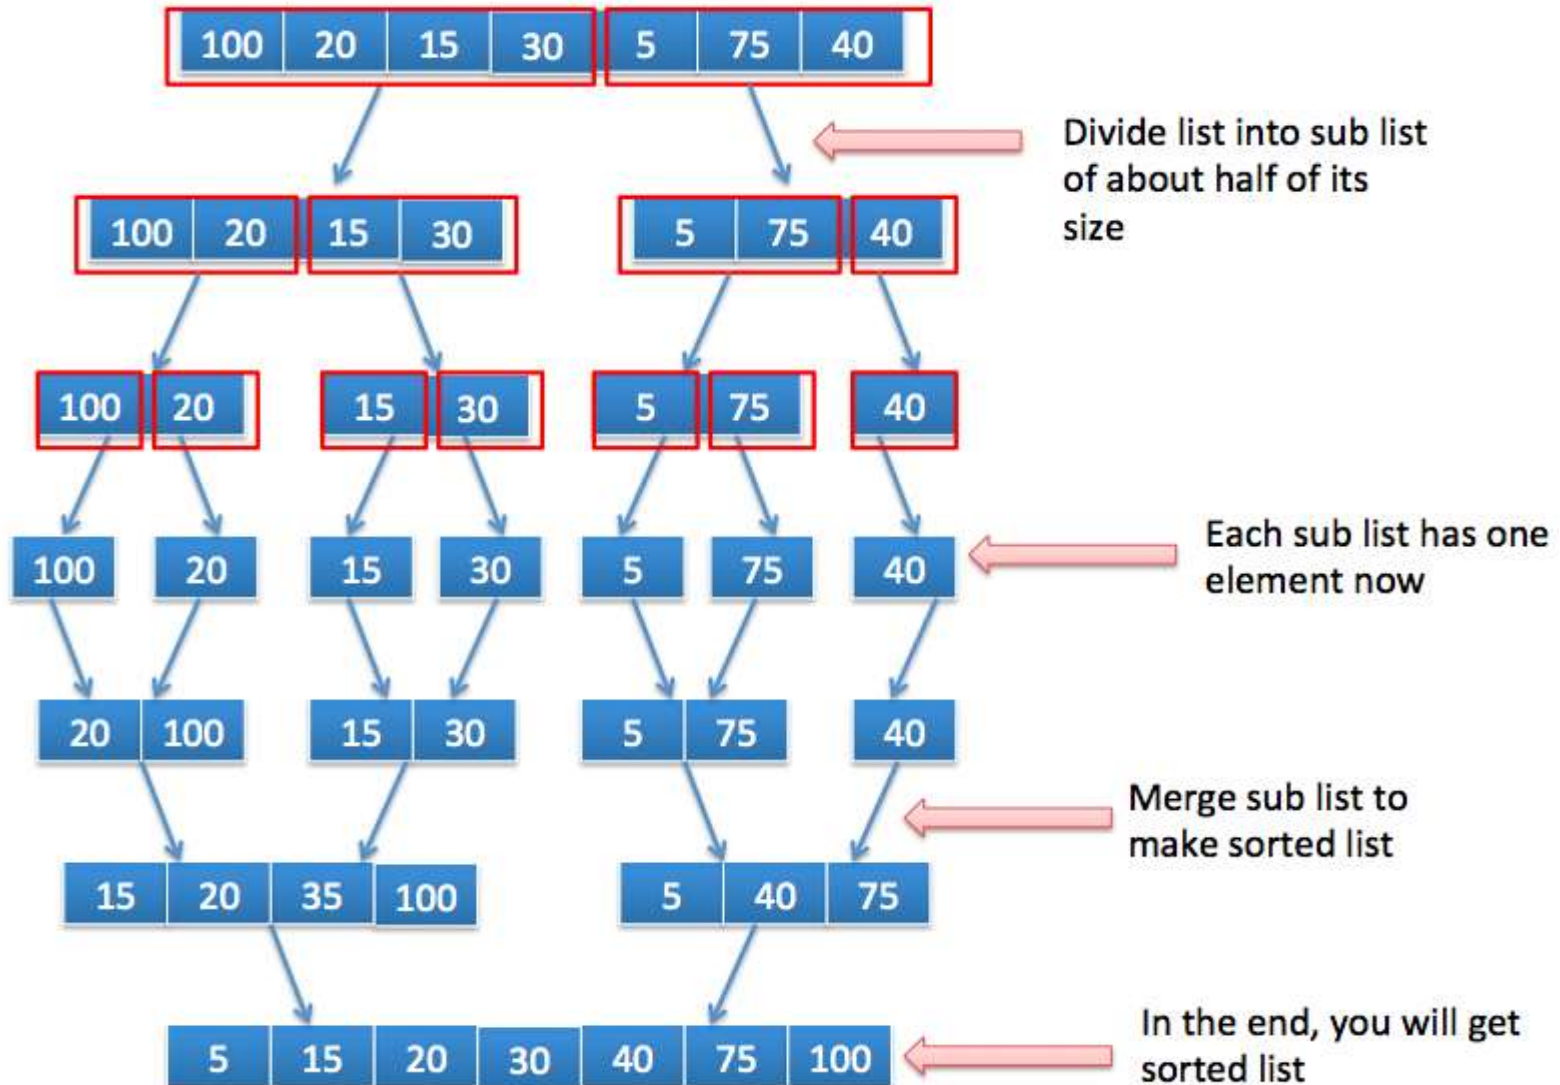 100 20 15 30 5 75 40
Divide list into sub list
of about half of its
size
100 20 15 30 5 75 40
100 20 15 30 5 75 40
100 20 15 30 5 75 40
Each sub list has one
element now
20 100 15 30 5 75 40
Merge sub list to
make sorted list
15 20 35 100 5 40 75
5 15 20 30 40 75 100
In the end, you will get
sorted list